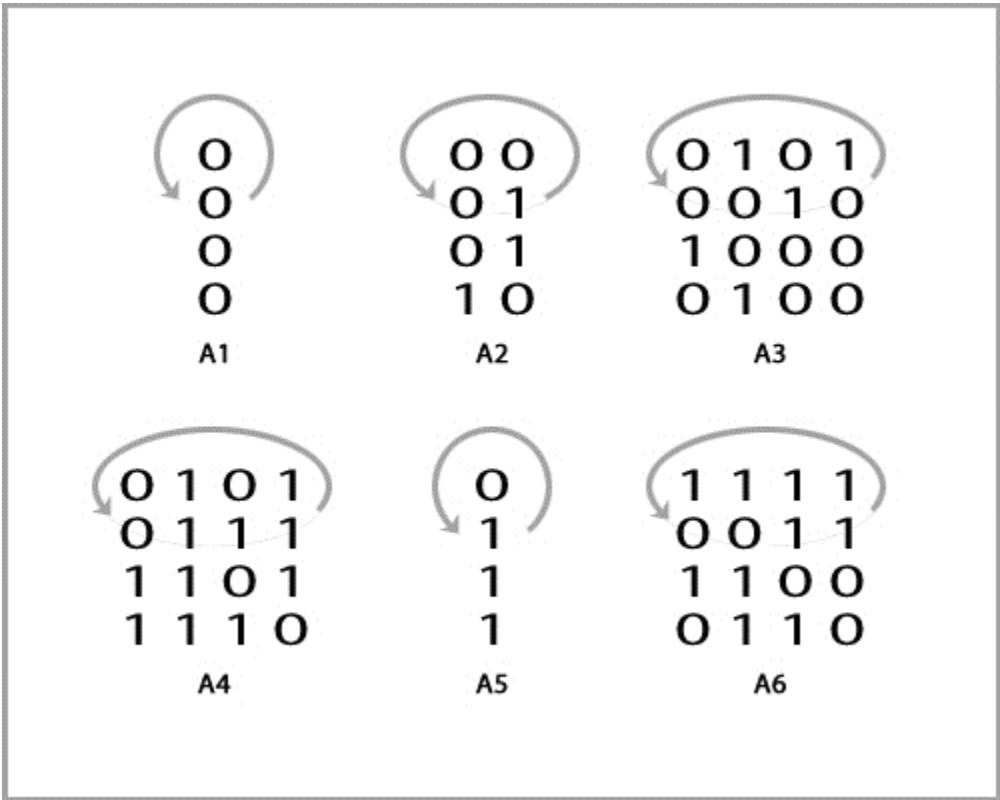 0
0
0
0
A1
0 0
0 1
0 1
1 0
A2
0 1 0 1
0 0 1 0
1 0 0 0
0 1 0 0
A3
0 1 0 1
0 1 1 1
1 1 0 1
1 1 1 0
A4
0
1
1
1
A5
1 1 1 1
0 0 1 1
1 1 0 0
0 1 1 0
A6